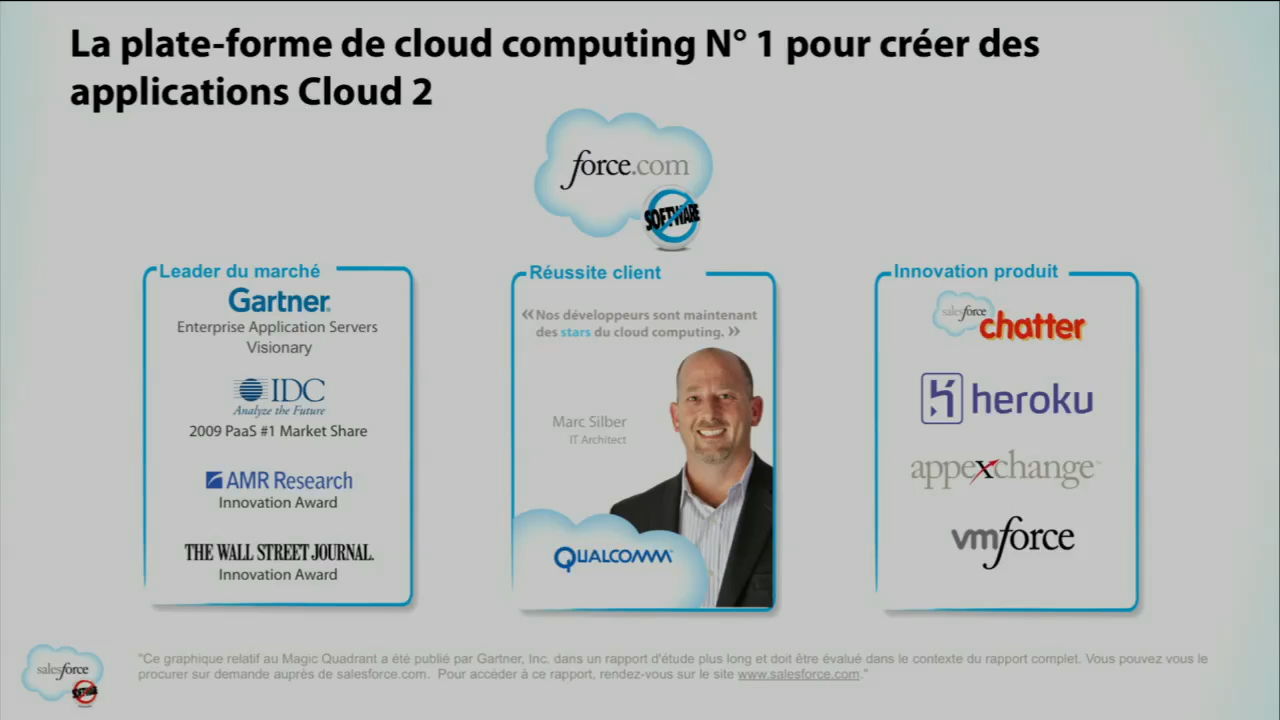 La plate-forme de cloud computing N° 1 pour créer des
applications Cloud 2
force.com
SOFTWARE
Leader du marché
Gartner®
Enterprise Application Servers
Visionary
IDC
Analyze the Future
2009 PaaS #1 Market Share
AMR Research
Innovation Award
THE WALL STREET JOURNAL.
Innovation Award
Réussite client
«Nos développeurs sont maintenant
des stars du cloud computing. »
Marc Silber
IT Architect
QUALCOMM
Innovation produit
salesforce
chatter
heroku
appexchange™
vmforce
salesforce
SOFTWARE
"Ce graphique relatif au Magic Quadrant a été publié par Gartner, Inc. dans un rapport d'étude plus long et doit être évalué dans le contexte du rapport complet. Vous pouvez vous le
procurer sur demande auprès de salesforce.com.  Pour accéder à ce rapport, rendez-vous sur le site www.salesforce.com."